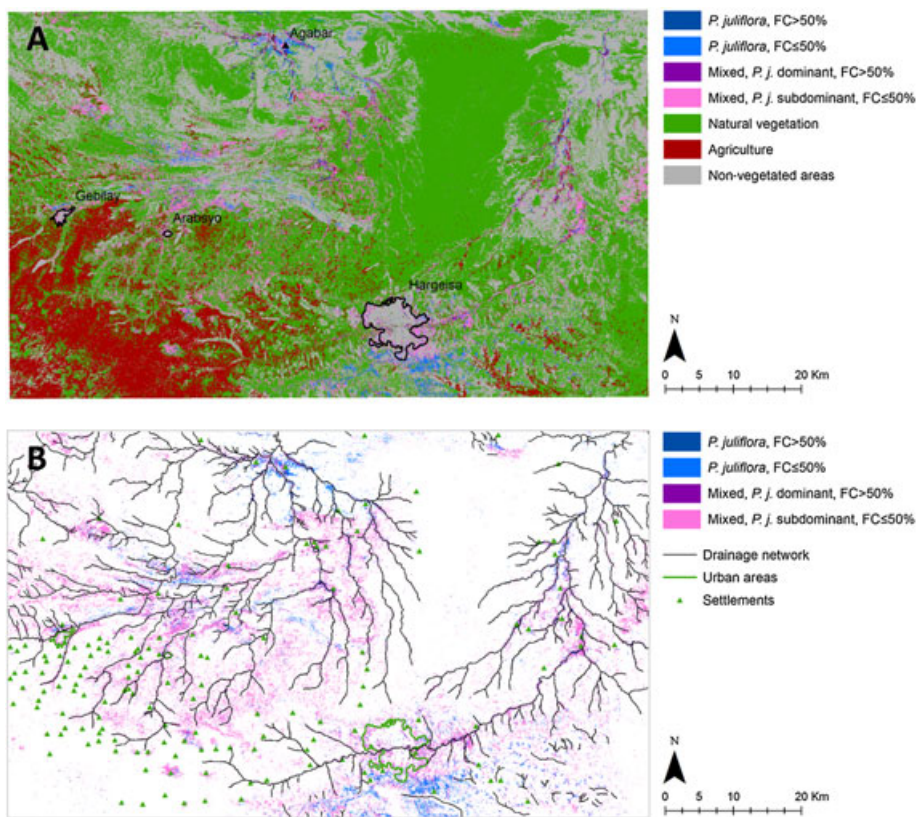 A
Agabar
Gebilay
Arabsyo
Hargeisa
P. juliflora, FC>50%
P. juliflora, FC≤50%
Mixed, P. j. dominant, FC>50%
Mixed, P. j. subdominant, FC≤50%
Natural vegetation
Agriculture
Non-vegetated areas
N
0 5 10 20 Km
B
P. juliflora, FC>50%
P. juliflora, FC≤50%
Mixed, P. j. dominant, FC>50%
Mixed, P. j. subdominant, FC≤50%
Drainage network
Urban areas
Settlements
N
0 5 10 20 Km